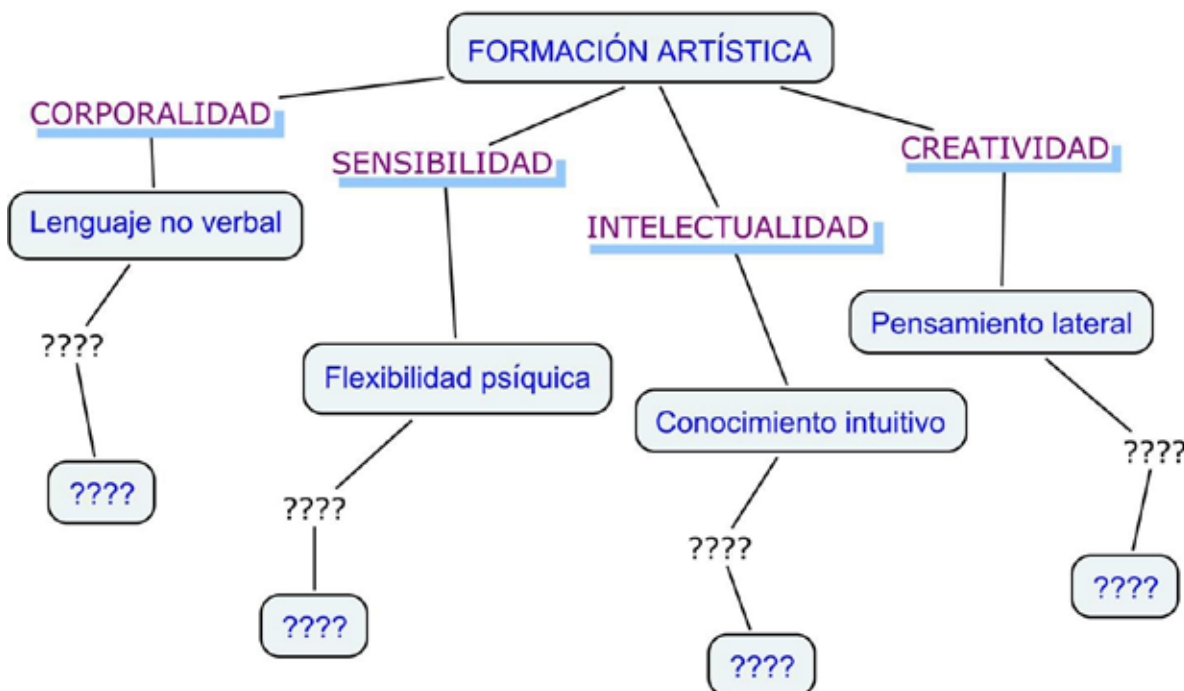 FORMACIÓN ARTÍSTICA
CORPORALIDAD
SENSIBILIDAD
CREATIVIDAD
INTELECTUALIDAD
Lenguaje no verbal
Pensamiento lateral
Flexibilidad psíquica
Conocimiento intuitivo
????
????
????
????
????
????
????
????